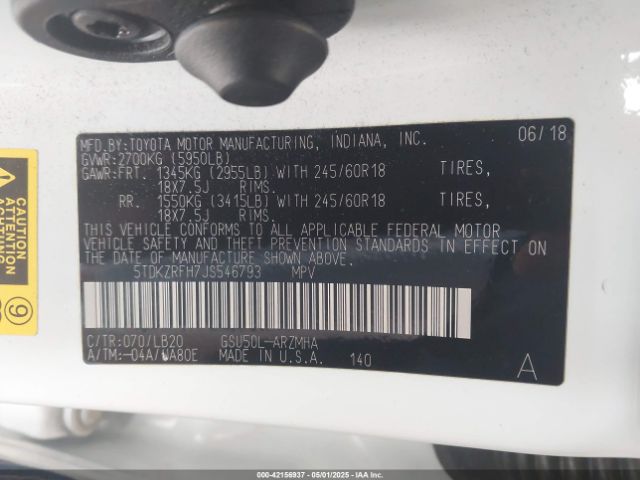 MFD.BY:TOYOTA MOTOR MANUFACTURING, INDIANA, INC. 06/18
GVWR:2700KG (5950LB)
GAWR:FRT. 1345KG (2955LB) WITH 245/60R18 TIRES,
18X7.5J RIMS.
RR. 1550KG (3415LB) WITH 245/60R18 TIRES,
18X7.5J RIMS.
THIS VEHICLE CONFORMS TO ALL APPLICABLE FEDERAL MOTOR
VEHICLE SAFETY AND THEFT PREVENTION STANDARDS IN EFFECT ON
THE DATE OF MANUFACTURE SHOWN ABOVE.
5TDKZRFH7JS546793 MPV
C/TR:070/LB20 GSU50L-ARZMHA
A/TM:-04A/UA80E MADE IN U.S.A. 140
A
CAUTION
ATTENTION
9
000-42156937 - 05/01/2025 - IAAI.com